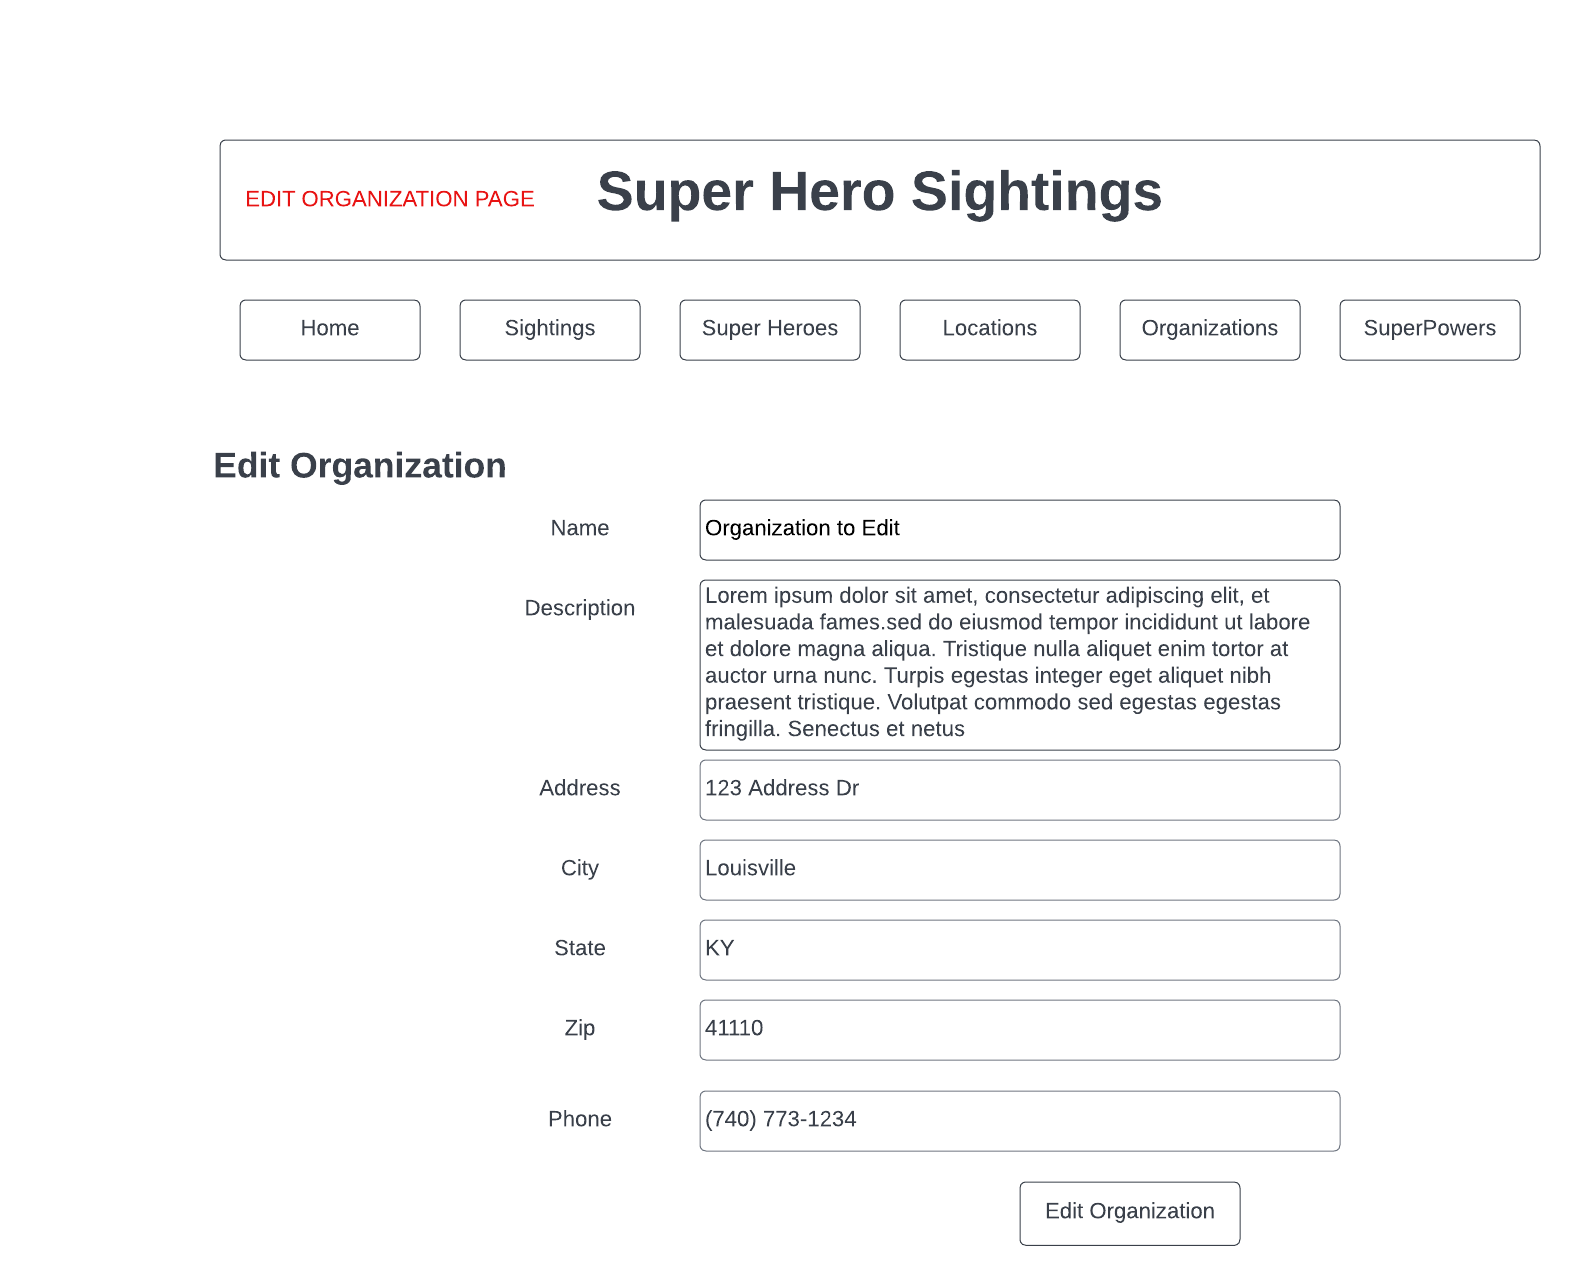 EDIT ORGANIZATION PAGE
Super Hero Sightings
Home
Sightings
Super Heroes
Locations
Organizations
SuperPowers
Edit Organization
Name
Organization to Edit
Description
Lorem ipsum dolor sit amet, consectetur adipiscing elit, et
malesuada fames.sed do eiusmod tempor incididunt ut labore
et dolore magna aliqua. Tristique nulla aliquet enim tortor at
auctor urna nunc. Turpis egestas integer eget aliquet nibh
praesent tristique. Volutpat commodo sed egestas egestas
fringilla. Senectus et netus
Address
123 Address Dr
City
Louisville
State
KY
Zip
41110
Phone
(740) 773-1234
Edit Organization